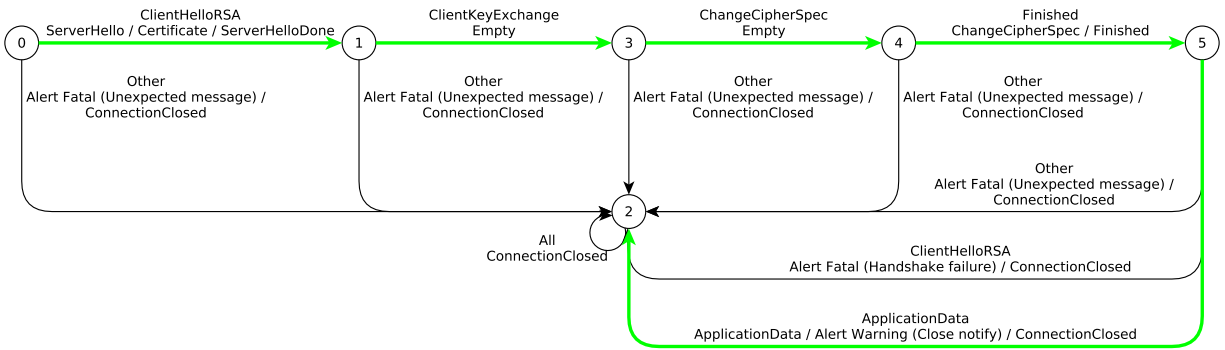 ClientHelloRSA
ServerHello / Certificate / ServerHelloDone
ClientKeyExchange
Empty
ChangeCipherSpec
Empty
Finished
ChangeCipherSpec / Finished
0
1
3
4
5
Other
Alert Fatal (Unexpected message) /
ConnectionClosed
Other
Alert Fatal (Unexpected message) /
ConnectionClosed
Other
Alert Fatal (Unexpected message) /
ConnectionClosed
Other
Alert Fatal (Unexpected message) /
ConnectionClosed
Other
Alert Fatal (Unexpected message) /
ConnectionClosed
2
All
ConnectionClosed
ClientHelloRSA
Alert Fatal (Handshake failure) / ConnectionClosed
ApplicationData
ApplicationData / Alert Warning (Close notify) / ConnectionClosed